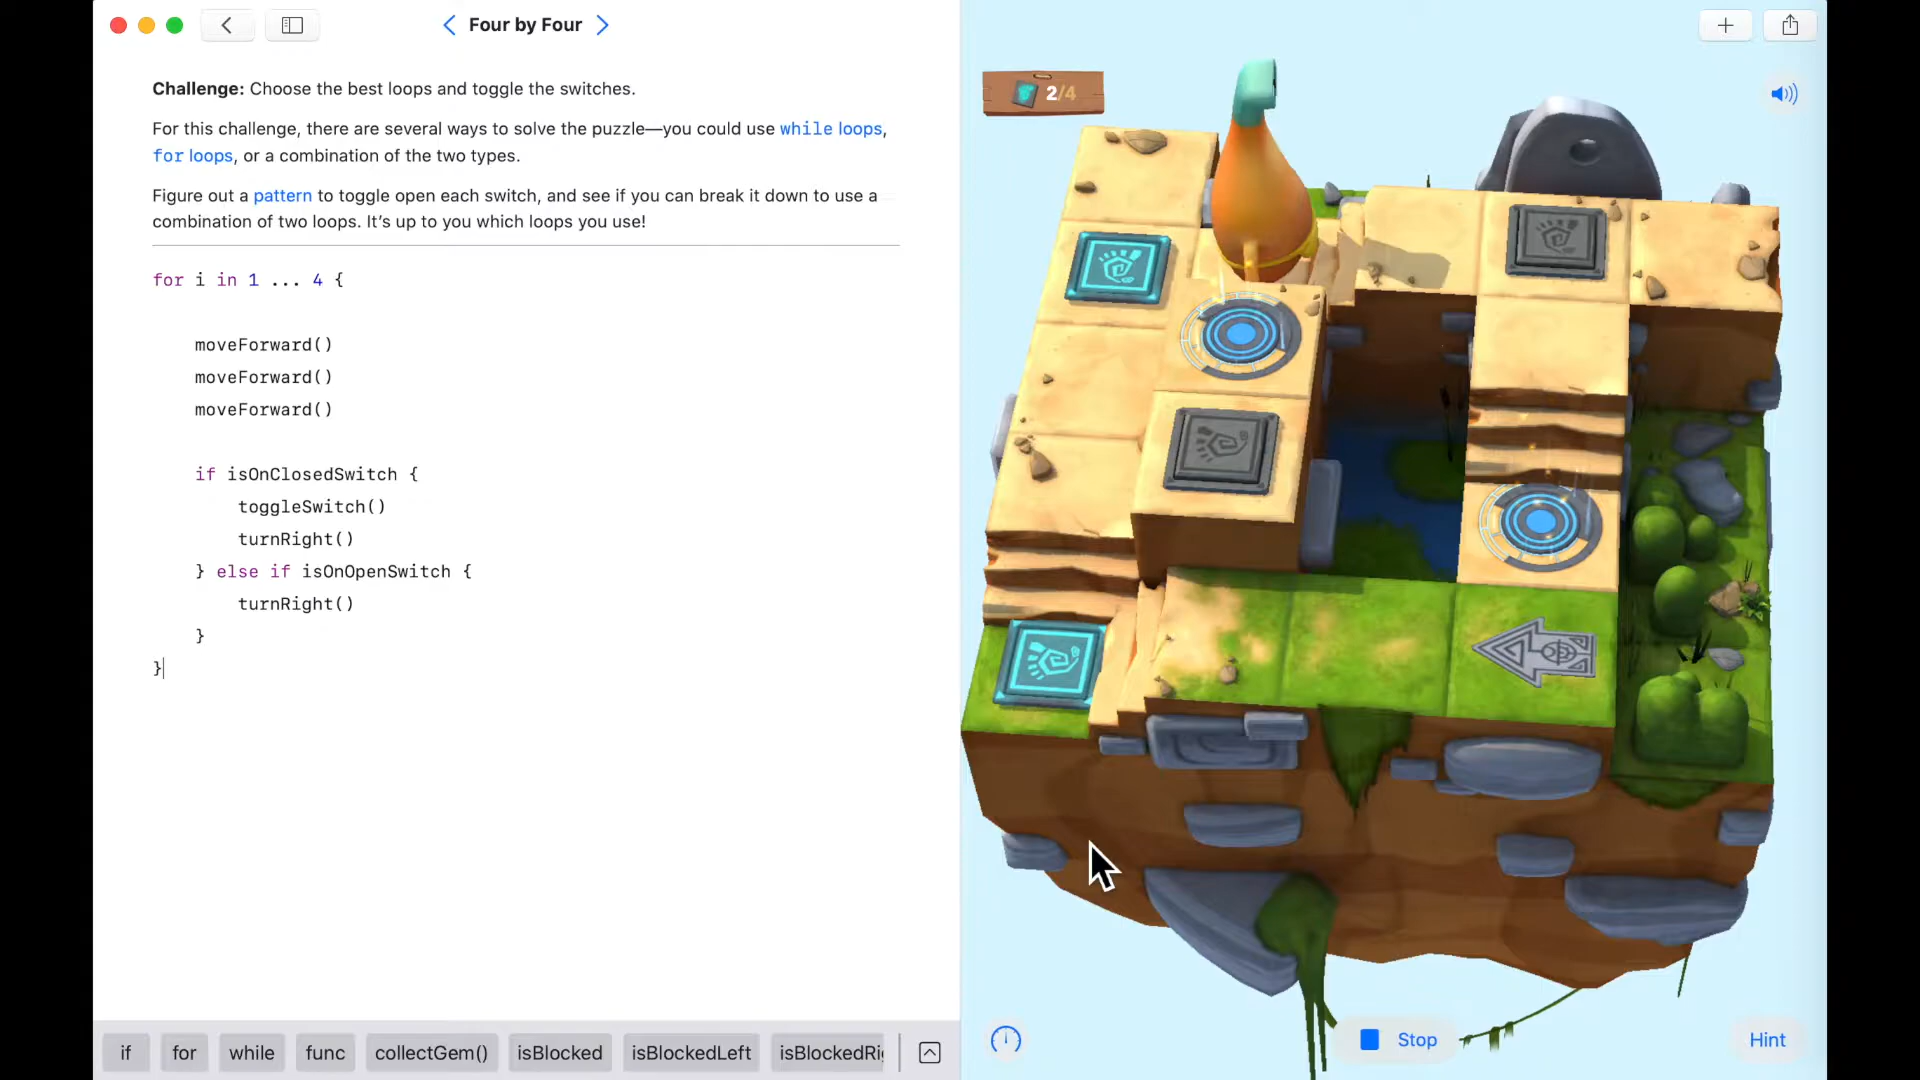 Four by Four
Challenge: Choose the best loops and toggle the switches.
For this challenge, there are several ways to solve the puzzle—you could use while loops,
for loops, or a combination of the two types.
Figure out a pattern to toggle open each switch, and see if you can break it down to use a
combination of two loops. It's up to you which loops you use!
for i in 1 ... 4 {
moveForward()
moveForward()
moveForward()
if isOnClosedSwitch {
toggleSwitch()
turnRight()
} else if isOnOpenSwitch {
turnRight()
}
}
2/4
if for while func collectGem() isBlocked isBlockedLeft
Stop
Hint